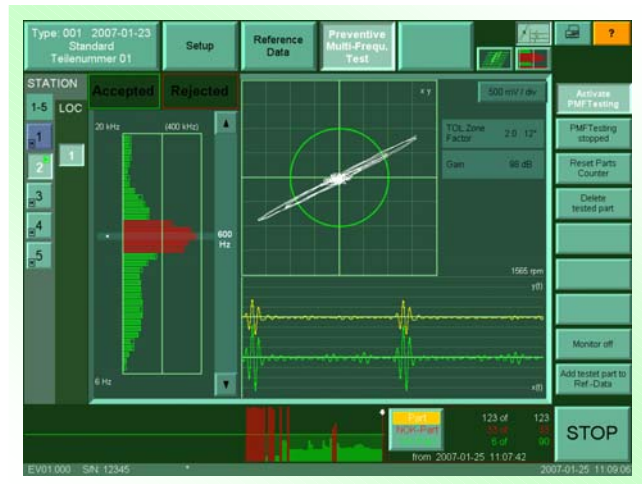 Type: 001 2007-01-23
Standard
Teilenummer 01
Setup
Reference
Data
Preventive
Multi-Frequ.
Test
?
STATION
1-5 LOC
1
2
3
4
5
1
Accepted
Rejected
20 kHz
(400 kHz)
600
Hz
6 Hz
x y
500 mV / div
TOL Zone
Factor
2.0 12°
Gain
98 dB
1565 rpm
y(t)
x(t)
Activate
PMFTesting
PMFTesting
stopped
Reset Parts
Counter
Delete
tested part
Monitor off
Add testet part to
Ref-Data
STOP
Part 123 of 123
NOK-Part
6 of 90
from 2007-01-25 11:07:42
EV01.000 S/N: 12345 *
2007-01-25 11:09:06